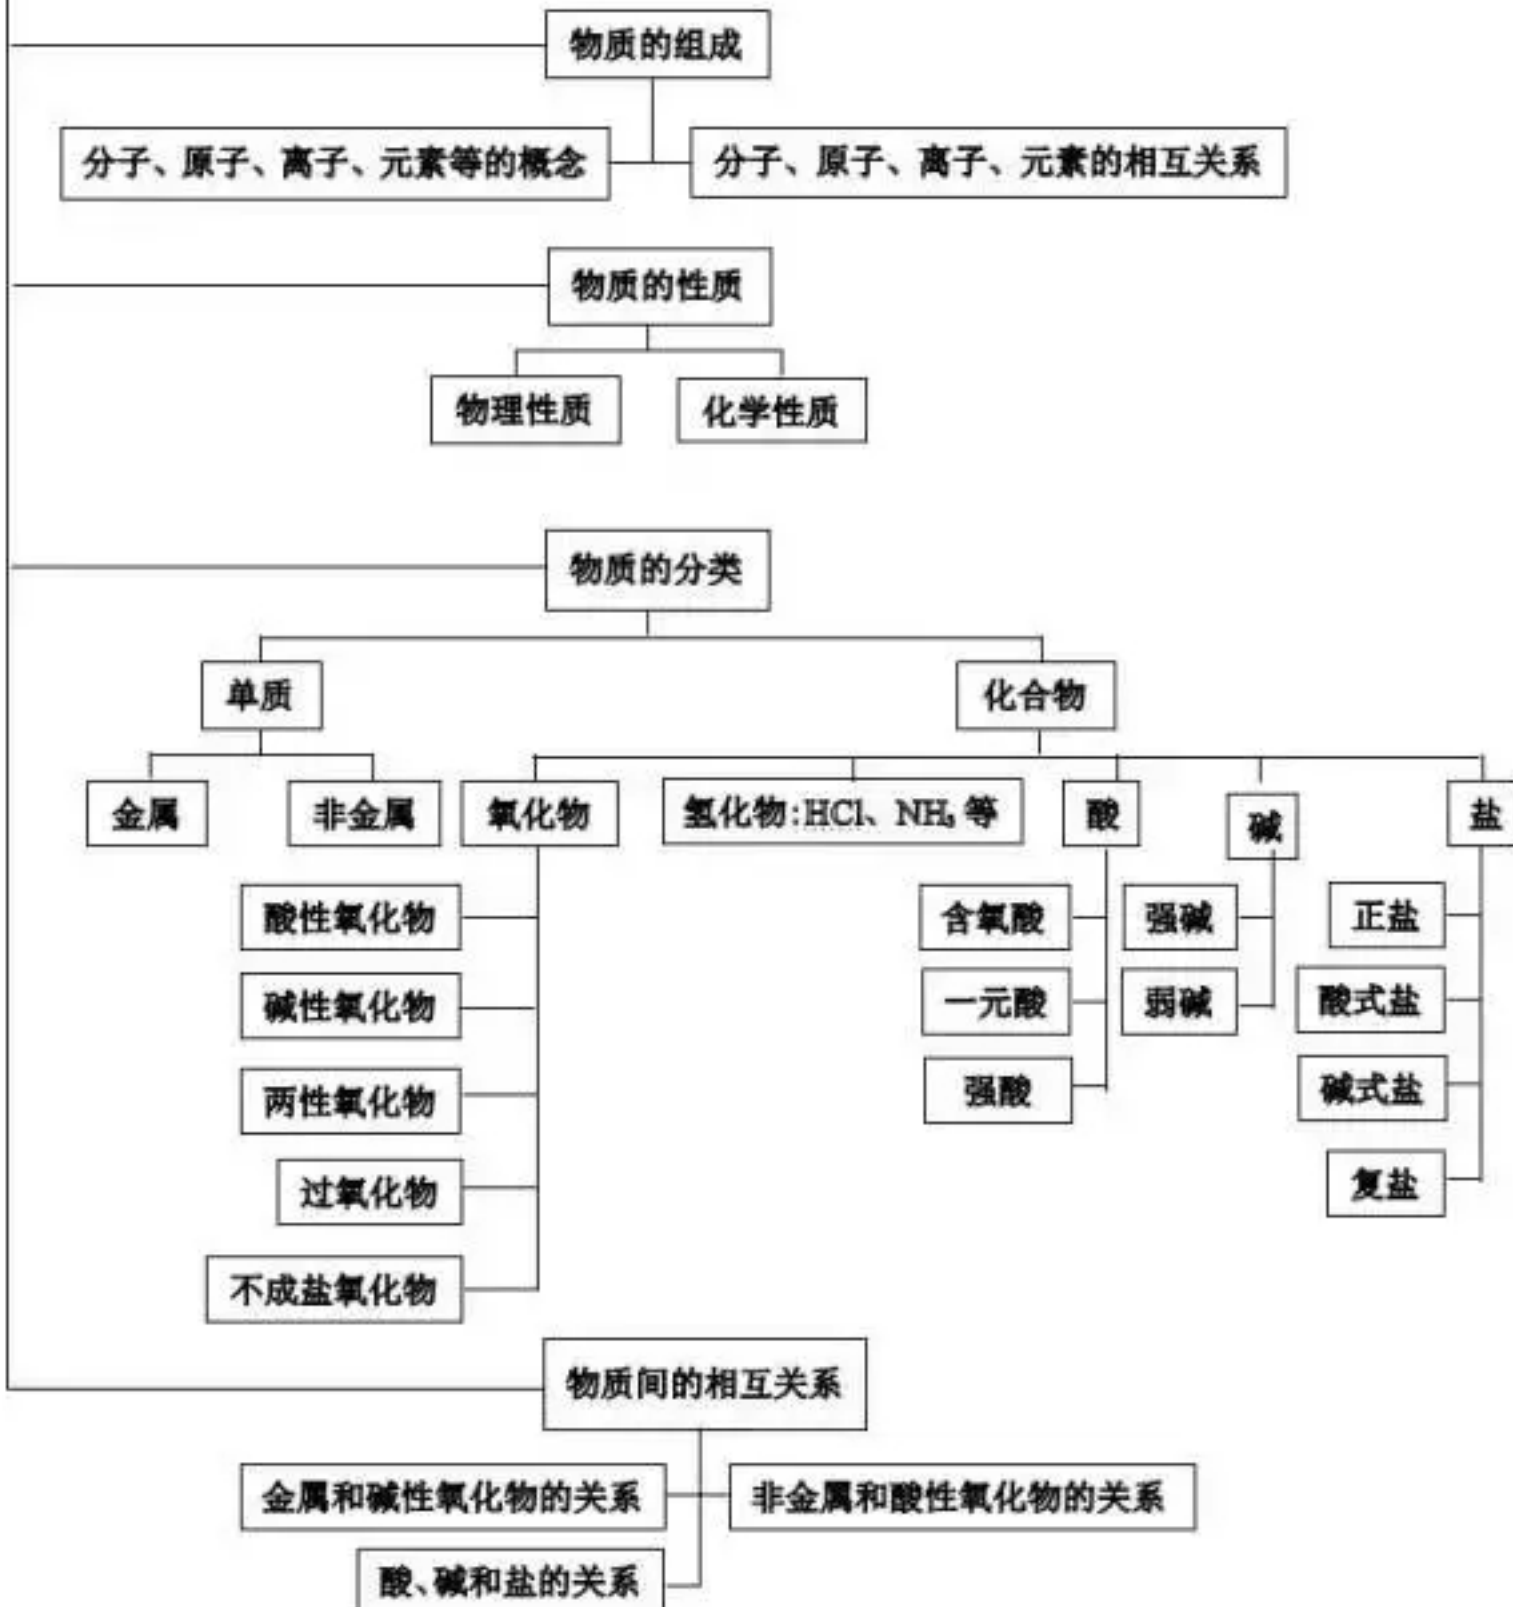 物质的组成
分子、原子、离子、元素等的概念
分子、原子、离子、元素的相互关系
物质的性质
物理性质
化学性质
物质的分类
单质
化合物
金属
非金属
氧化物
氢化物:HCl、NH₃等
酸
碱
盐
酸性氧化物
碱性氧化物
两性氧化物
过氧化物
不成盐氧化物
含氧酸
一元酸
强酸
强碱
弱碱
正盐
酸式盐
碱式盐
复盐
物质间的相互关系
金属和碱性氧化物的关系
非金属和酸性氧化物的关系
酸、碱和盐的关系